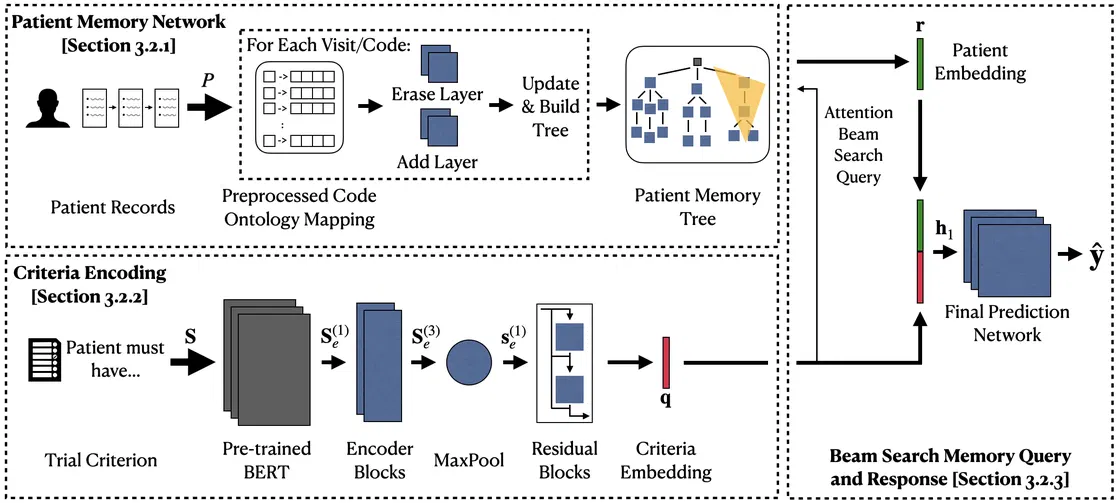 Patient Memory Network
[Section 3.2.1]
P
Patient Records
For Each Visit/Code:
->
->
->
:
->
Preprocessed Code
Ontology Mapping
Erase Layer
Add Layer
Update
& Build
Tree
Patient Memory
Tree
Criteria Encoding
[Section 3.2.2]
Patient must
have...
Trial Criterion
S
Pre-trained
BERT
S_e^(1)
Encoder
Blocks
S_e^(3)
MaxPool
s_e^(1)
Residual
Blocks
q
Criteria
Embedding
r
Patient
Embedding
Attention
Beam
Search
Query
h₁
ŷ
Final Prediction
Network
Beam Search Memory Query
and Response [Section 3.2.3]